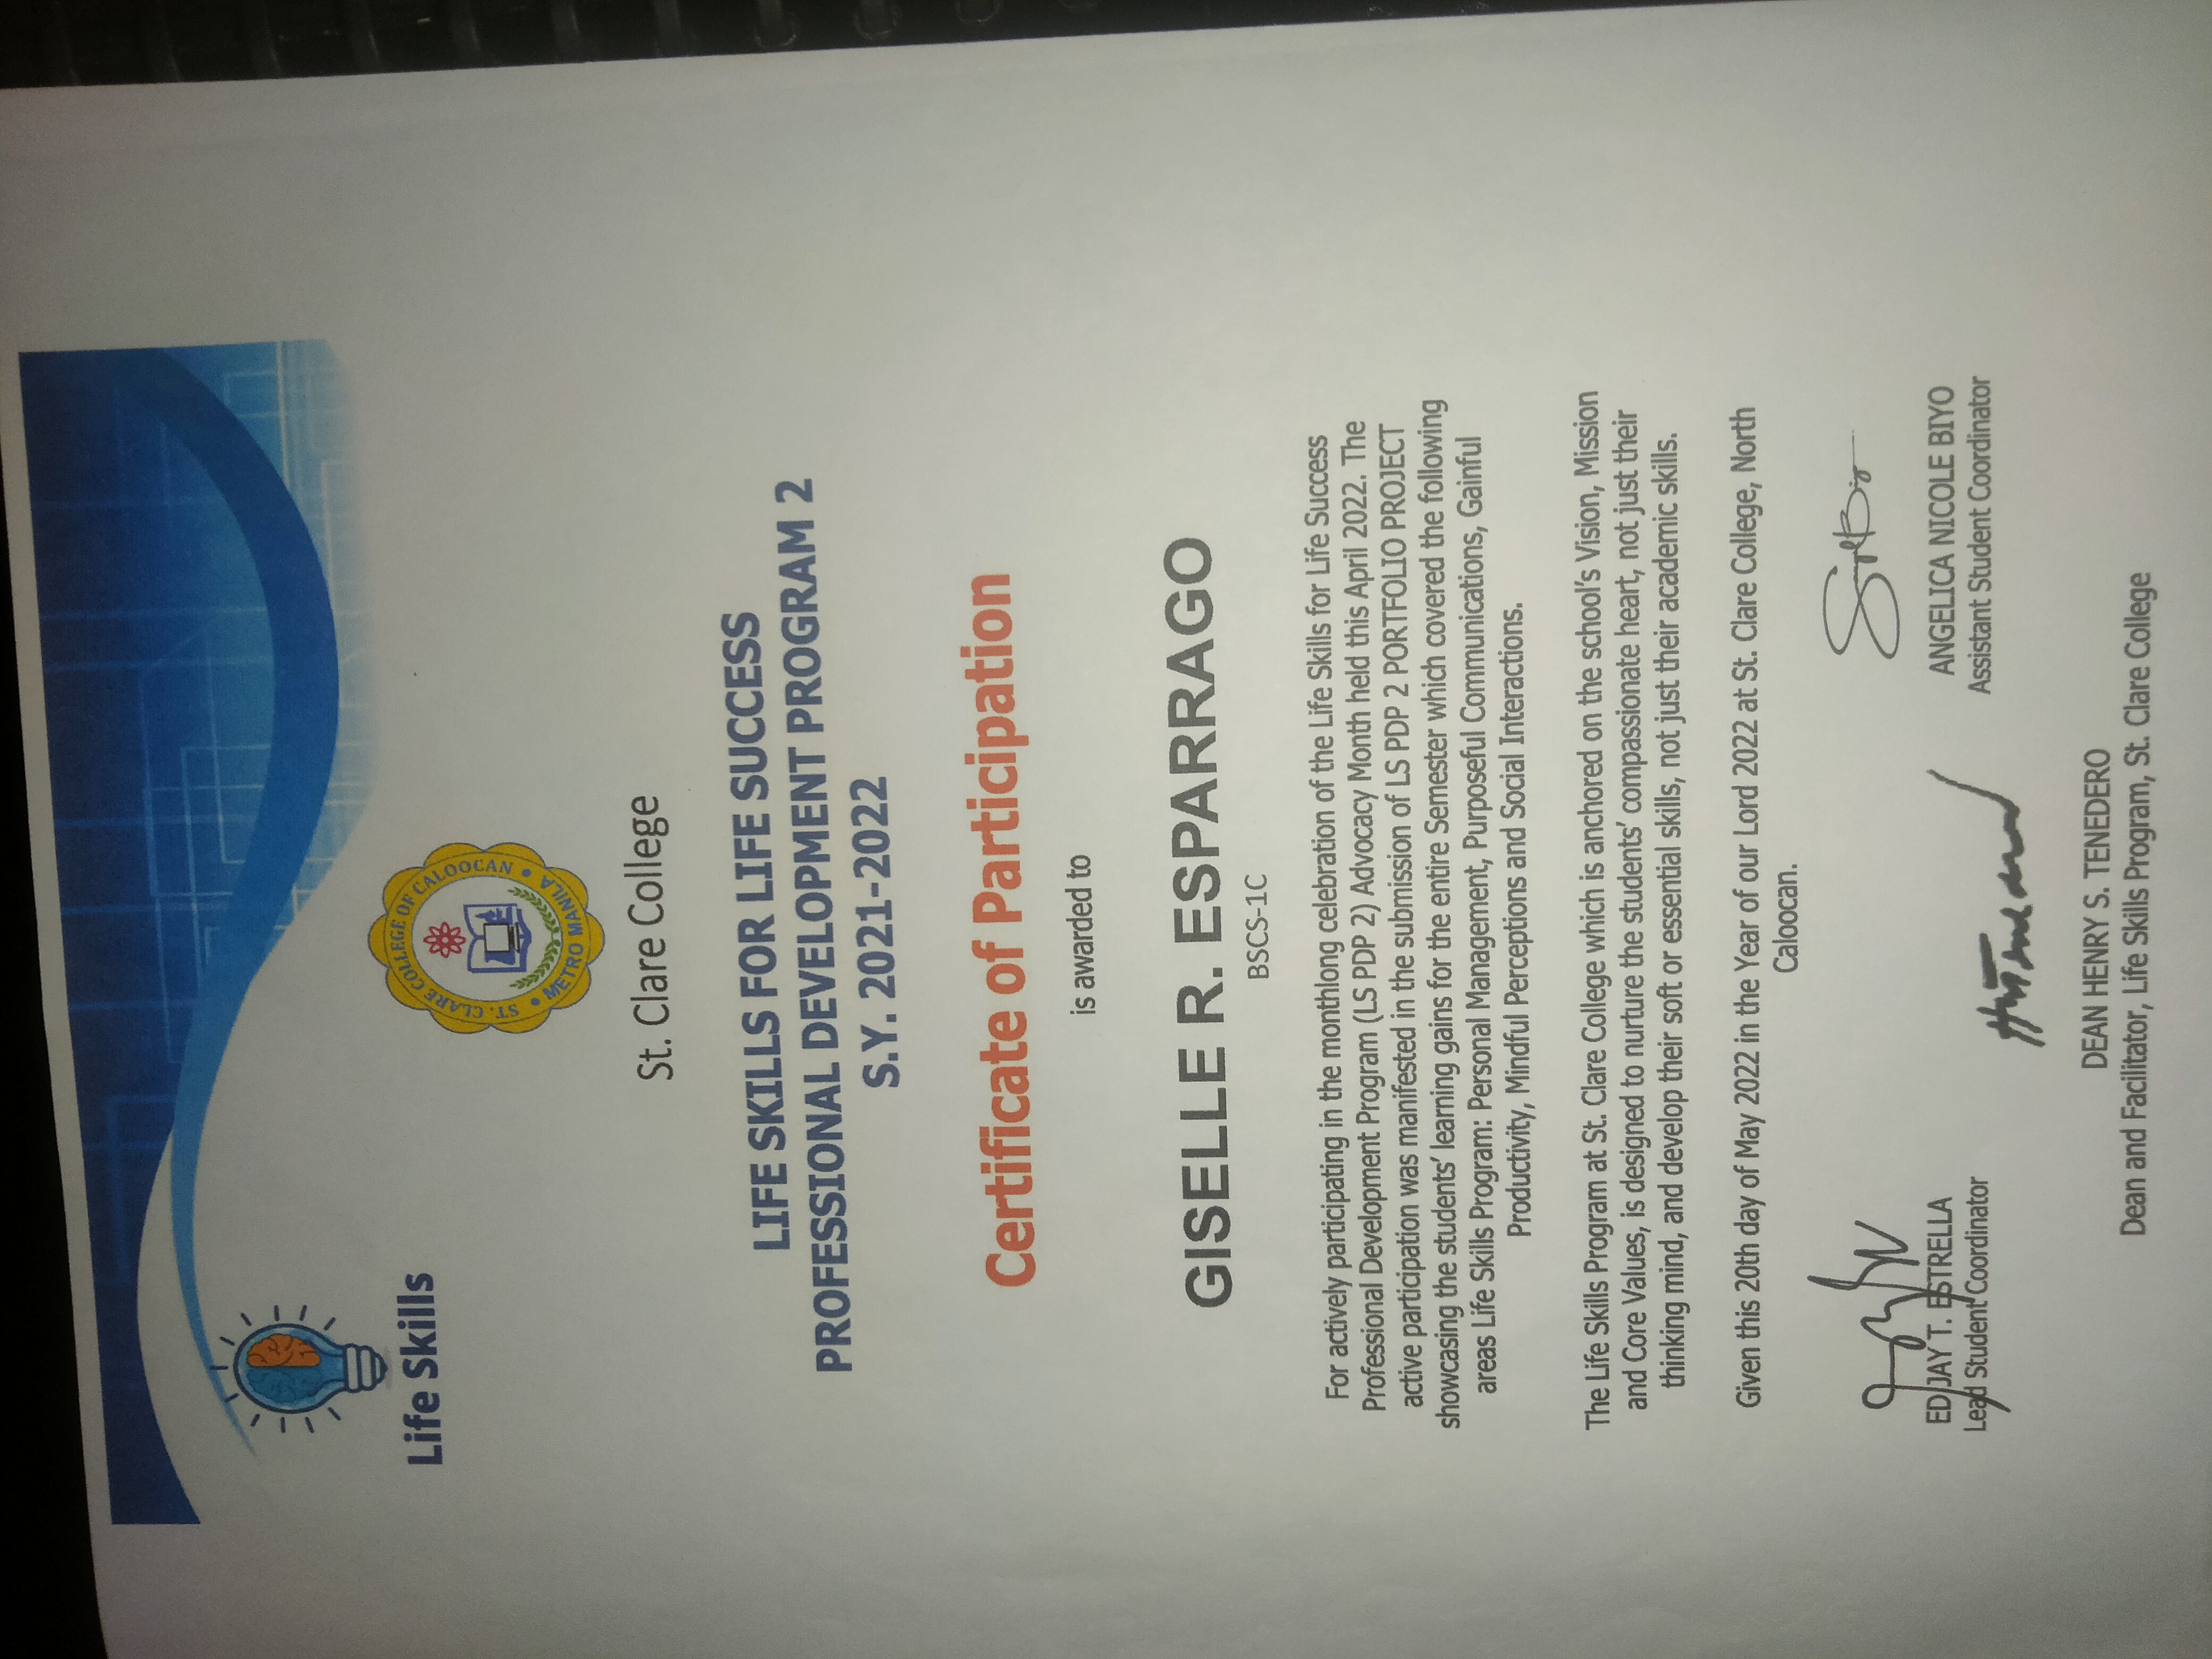 Life Skills
ST. CLARE COLLEGE OF CALOOCAN
METRO MANILA
St. Clare College
LIFE SKILLS FOR LIFE SUCCESS
PROFESSIONAL DEVELOPMENT PROGRAM 2
S.Y. 2021-2022
Certificate of Participation
is awarded to
GISELLE R. ESPARRAGO
BSCS-1C
For actively participating in the monthlong celebration of the Life Skills for Life Success
Professional Development Program (LS PDP 2) Advocacy Month held this April 2022. The
active participation was manifested in the submission of LS PDP 2 PORTFOLIO PROJECT
showcasing the students' learning gains for the entire Semester which covered the following
areas Life Skills Program: Personal Management, Purposeful Communications, Gainful
Productivity, Mindful Perceptions and Social Interactions.
The Life Skills Program at St. Clare College which is anchored on the school's Vision, Mission
and Core Values, is designed to nurture the students' compassionate heart, not just their
thinking mind, and develop their soft or essential skills, not just their academic skills.
Given this 20th day of May 2022 in the Year of our Lord 2022 at St. Clare College, North
Caloocan.
ED JAY T. ESTRELLA
Lead Student Coordinator
ANGELICA NICOLE BIYO
Assistant Student Coordinator
DEAN HENRY S. TENEDERO
Dean and Facilitator, Life Skills Program, St. Clare College